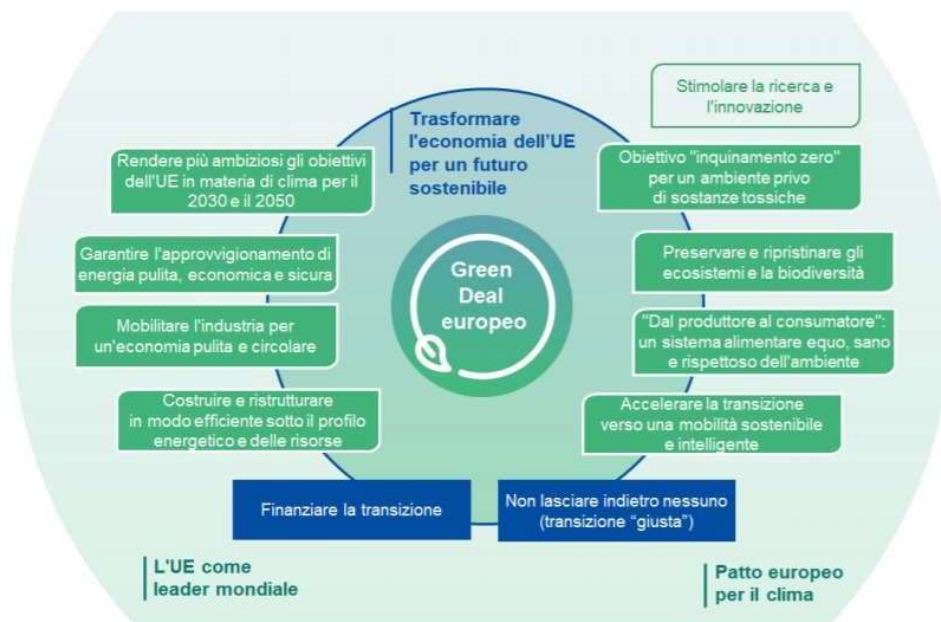 Stimolare la ricerca e
l'innovazione
Trasformare
l'economia dell'UE
per un futuro
sostenibile
Rendere più ambiziosi gli obiettivi
dell'UE in materia di clima per il
2030 e il 2050
Obiettivo "inquinamento zero"
per un ambiente privo
di sostanze tossiche
Garantire l'approvvigionamento di
energia pulita, economica e sicura
Preservare e ripristinare gli
ecosistemi e la biodiversità
Green
Deal
europeo
Mobilitare l'industria per
un'economia pulita e circolare
"Dal produttore al consumatore":
un sistema alimentare equo, sano
e rispettoso dell'ambiente
Costruire e ristrutturare
in modo efficiente sotto il profilo
energetico e delle risorse
Accelerare la transizione
verso una mobilità sostenibile
e intelligente
Finanziare la transizione
Non lasciare indietro nessuno
(transizione “giusta”)
L'UE come
leader mondiale
Patto europeo
per il clima